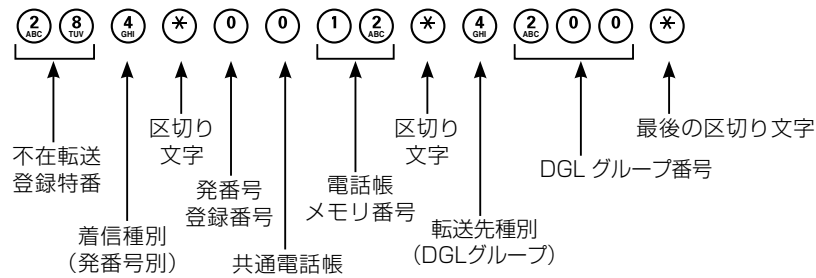 2 8 4 * 0 0 1 2 * 4 2 0 0 *
ABC TUV GHI ABC GHI ABC
不在転送
登録特番
着信種別
（発番号別）
区切り
文字
発番号
登録番号
共通電話帳
電話帳
メモリ番号
区切り
文字
転送先種別
（DGLグループ）
DGL グループ番号
最後の区切り文字